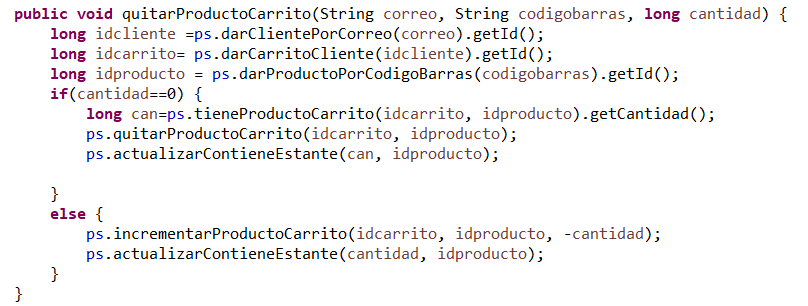 public void quitarProductoCarrito(String correo, String codigobarras, long cantidad) {
long idcliente =ps.darClientePorCorreo(correo).getId();
long idcarrito= ps.darCarritoCliente(idcliente).getId();
long idproducto = ps.darProductoPorCodigoBarras(codigobarras).getId();
if(cantidad==0) {
long can=ps.tieneProductoCarrito(idcarrito, idproducto).getCantidad();
ps.quitarProductoCarrito(idcarrito, idproducto);
ps.actualizarContieneEstante(can, idproducto);
}
else {
ps.incrementarProductoCarrito(idcarrito, idproducto, -cantidad);
ps.actualizarContieneEstante(cantidad, idproducto);
}
}